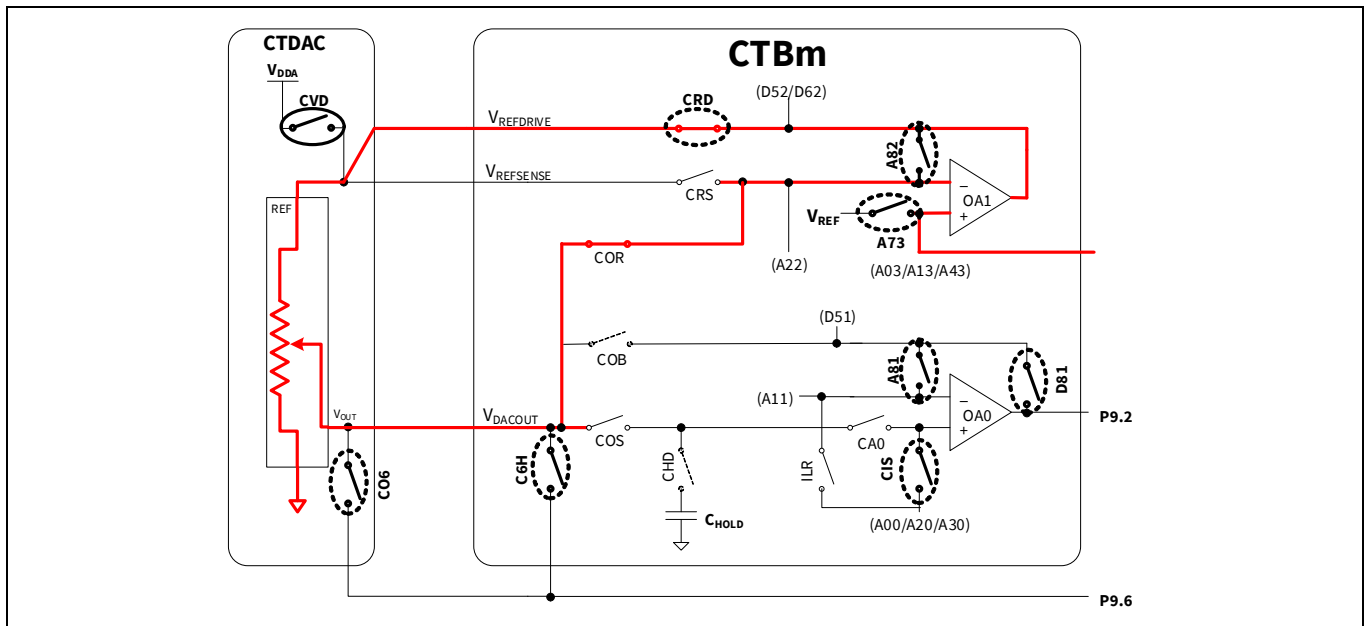 CTDAC
CTBm
VDDA
CVD
CRD
(D52/D62)
VREFDRIVE
A82
VREFSENSE
CRS
OA1
−
+
REF
VREF
A73
COR
(A22)
(A03/A13/A43)
(D51)
COB
A81
D81
(A11)
OA0
−
+
VOUT
VDACOUT
P9.2
COS
CA0
CO6
C6H
CHD
ILR
CIS
CHOLD
(A00/A20/A30)
P9.6